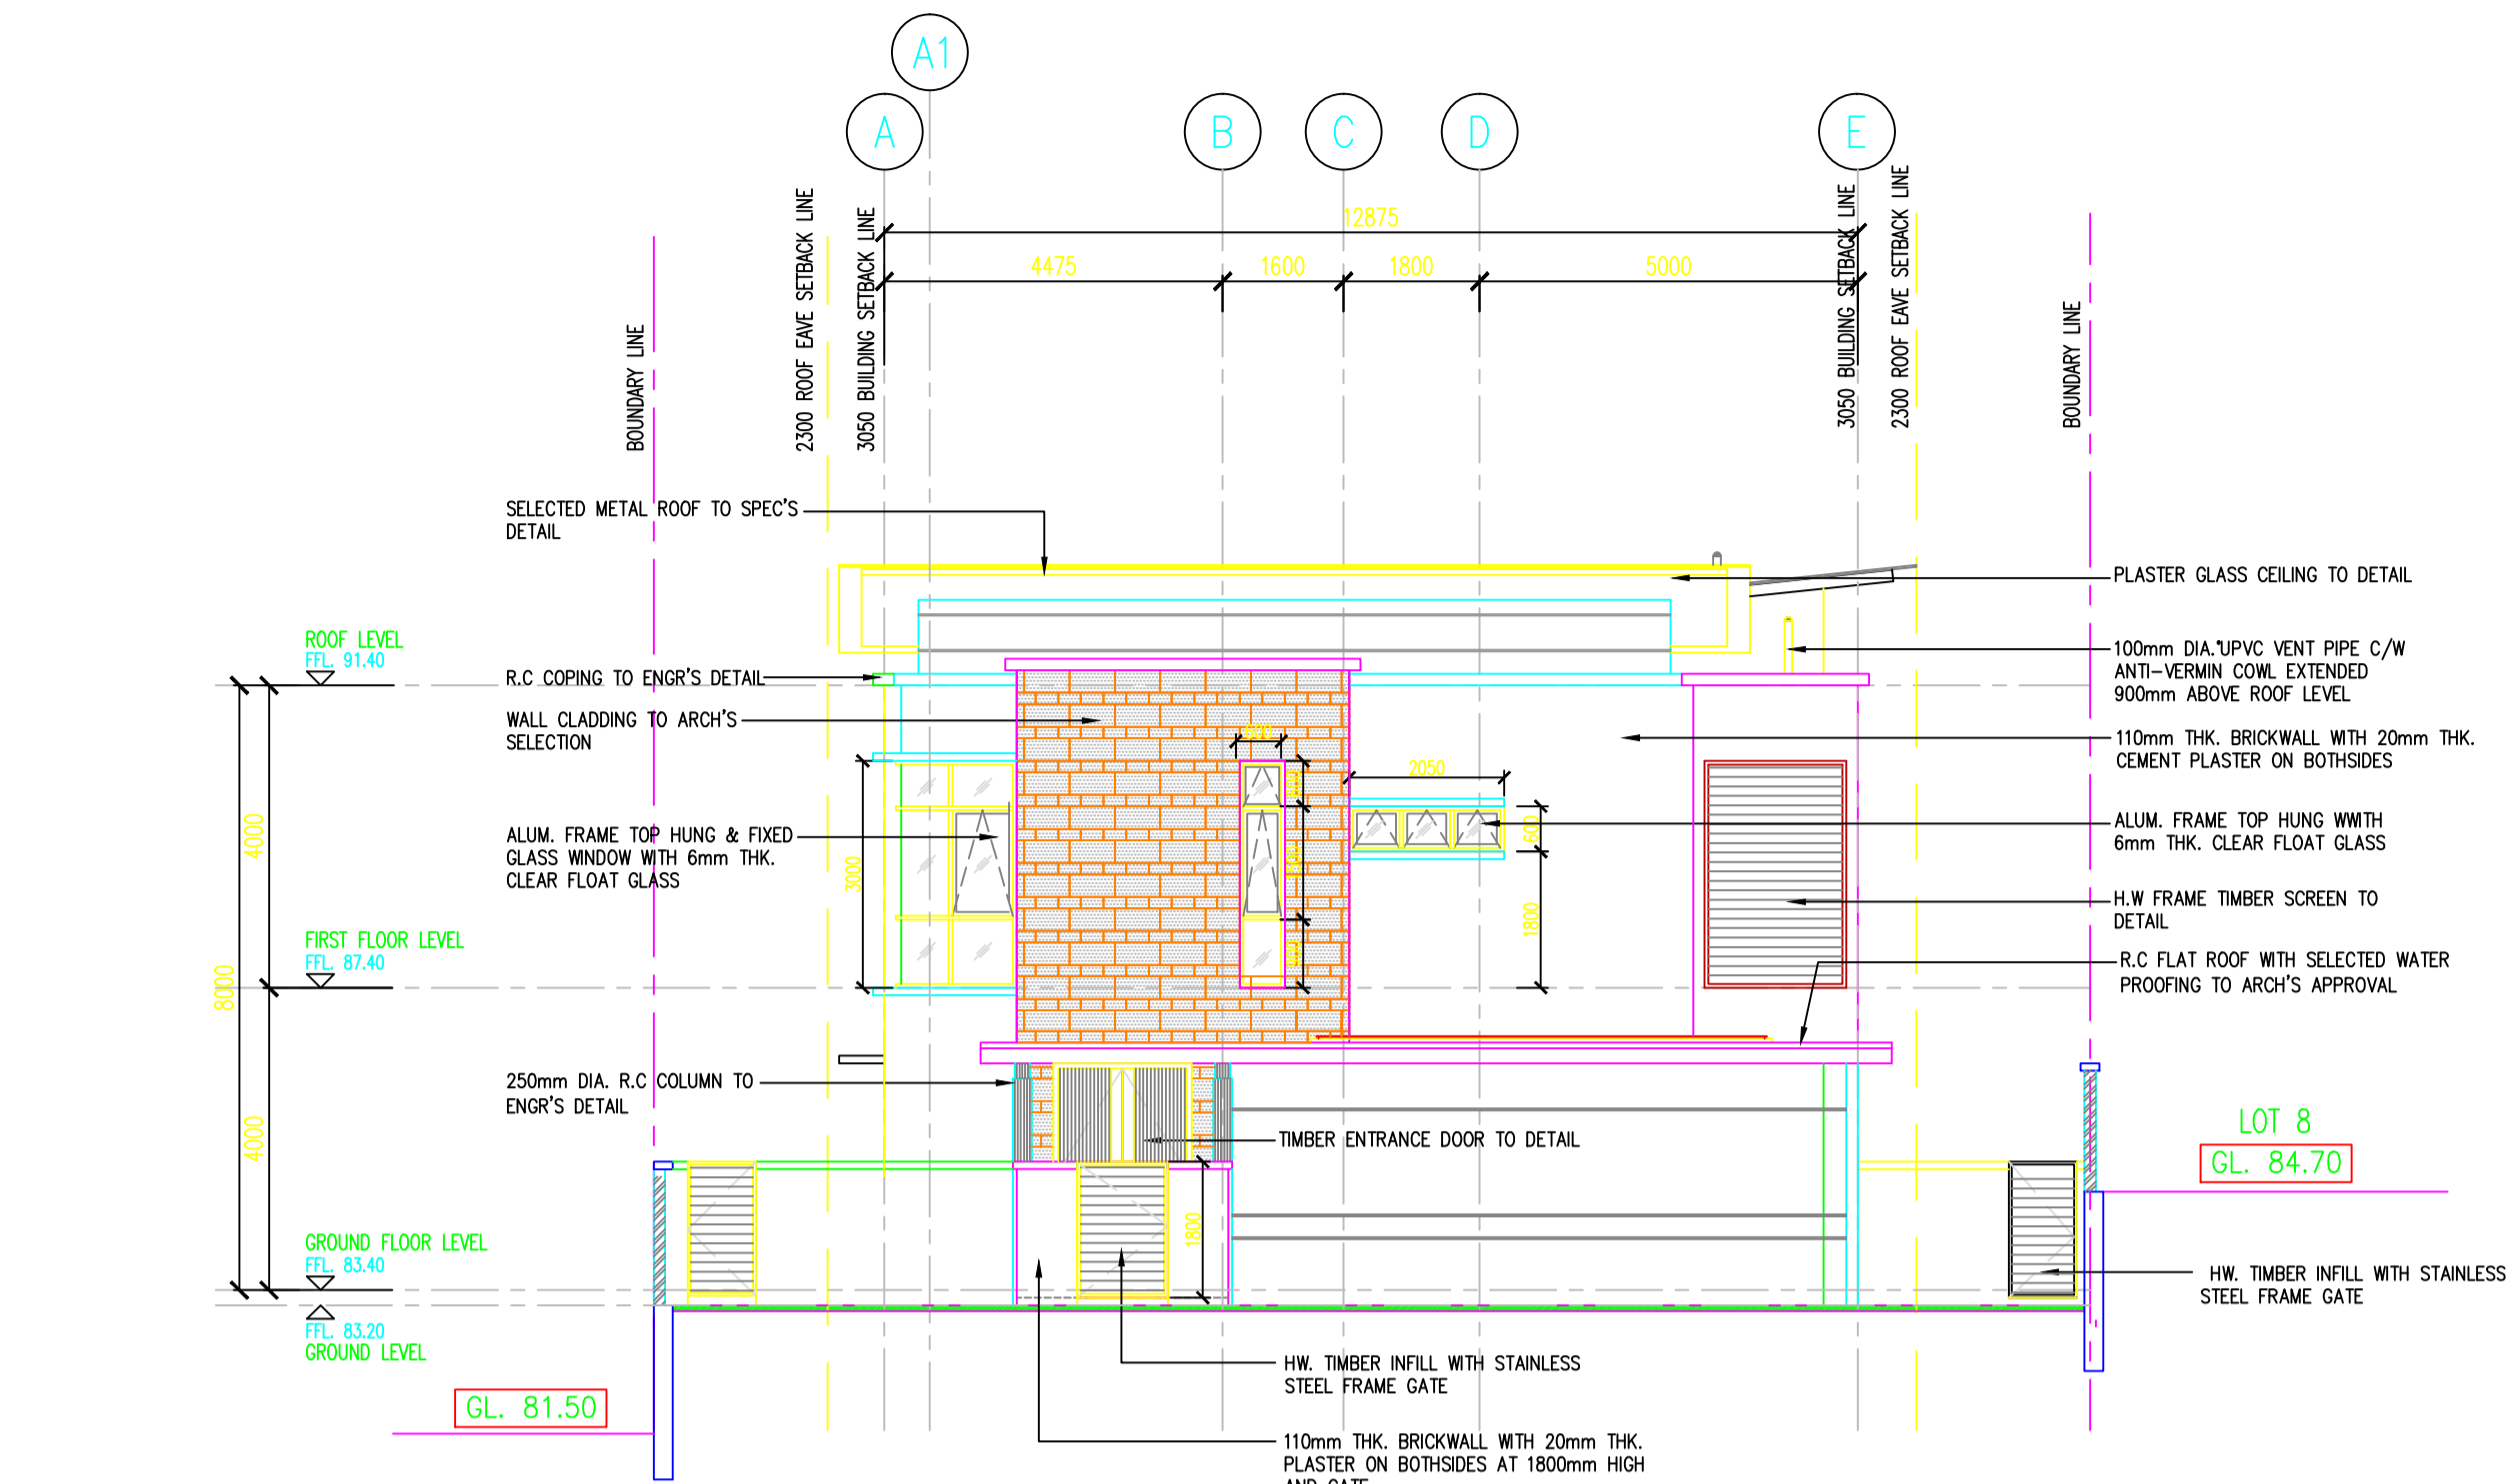 A1
A
B
C
D
E
12875
4475
1600
1800
5000
BOUNDARY LINE
2300 ROOF EAVE SETBACK LINE
3050 BUILDING SETBACK LINE
3050 BUILDING SETBACK LINE
2300 ROOF EAVE SETBACK LINE
BOUNDARY LINE
SELECTED METAL ROOF TO SPEC'S
DETAIL
ROOF LEVEL
FFL. 91.40
R.C COPING TO ENGR'S DETAIL
WALL CLADDING TO ARCH'S
SELECTION
ALUM. FRAME TOP HUNG & FIXED
GLASS WINDOW WITH 6mm THK.
CLEAR FLOAT GLASS
4000
3000
FIRST FLOOR LEVEL
FFL. 87.40
8000
250mm DIA. R.C COLUMN TO
ENGR'S DETAIL
4000
GROUND FLOOR LEVEL
FFL. 83.40
FFL. 83.20
GROUND LEVEL
GL. 81.50
2050
600
1800
TIMBER ENTRANCE DOOR TO DETAIL
1800
HW. TIMBER INFILL WITH STAINLESS
STEEL FRAME GATE
110mm THK. BRICKWALL WITH 20mm THK.
PLASTER ON BOTHSIDES AT 1800mm HIGH
PLASTER GLASS CEILING TO DETAIL
100mm DIA.°UPVC VENT PIPE C/W
ANTI-VERMIN COWL EXTENDED
900mm ABOVE ROOF LEVEL
110mm THK. BRICKWALL WITH 20mm THK.
CEMENT PLASTER ON BOTHSIDES
ALUM. FRAME TOP HUNG WWITH
6mm THK. CLEAR FLOAT GLASS
H.W FRAME TIMBER SCREEN TO
DETAIL
R.C FLAT ROOF WITH SELECTED WATER
PROOFING TO ARCH'S APPROVAL
LOT 8
GL. 84.70
HW. TIMBER INFILL WITH STAINLESS
STEEL FRAME GATE